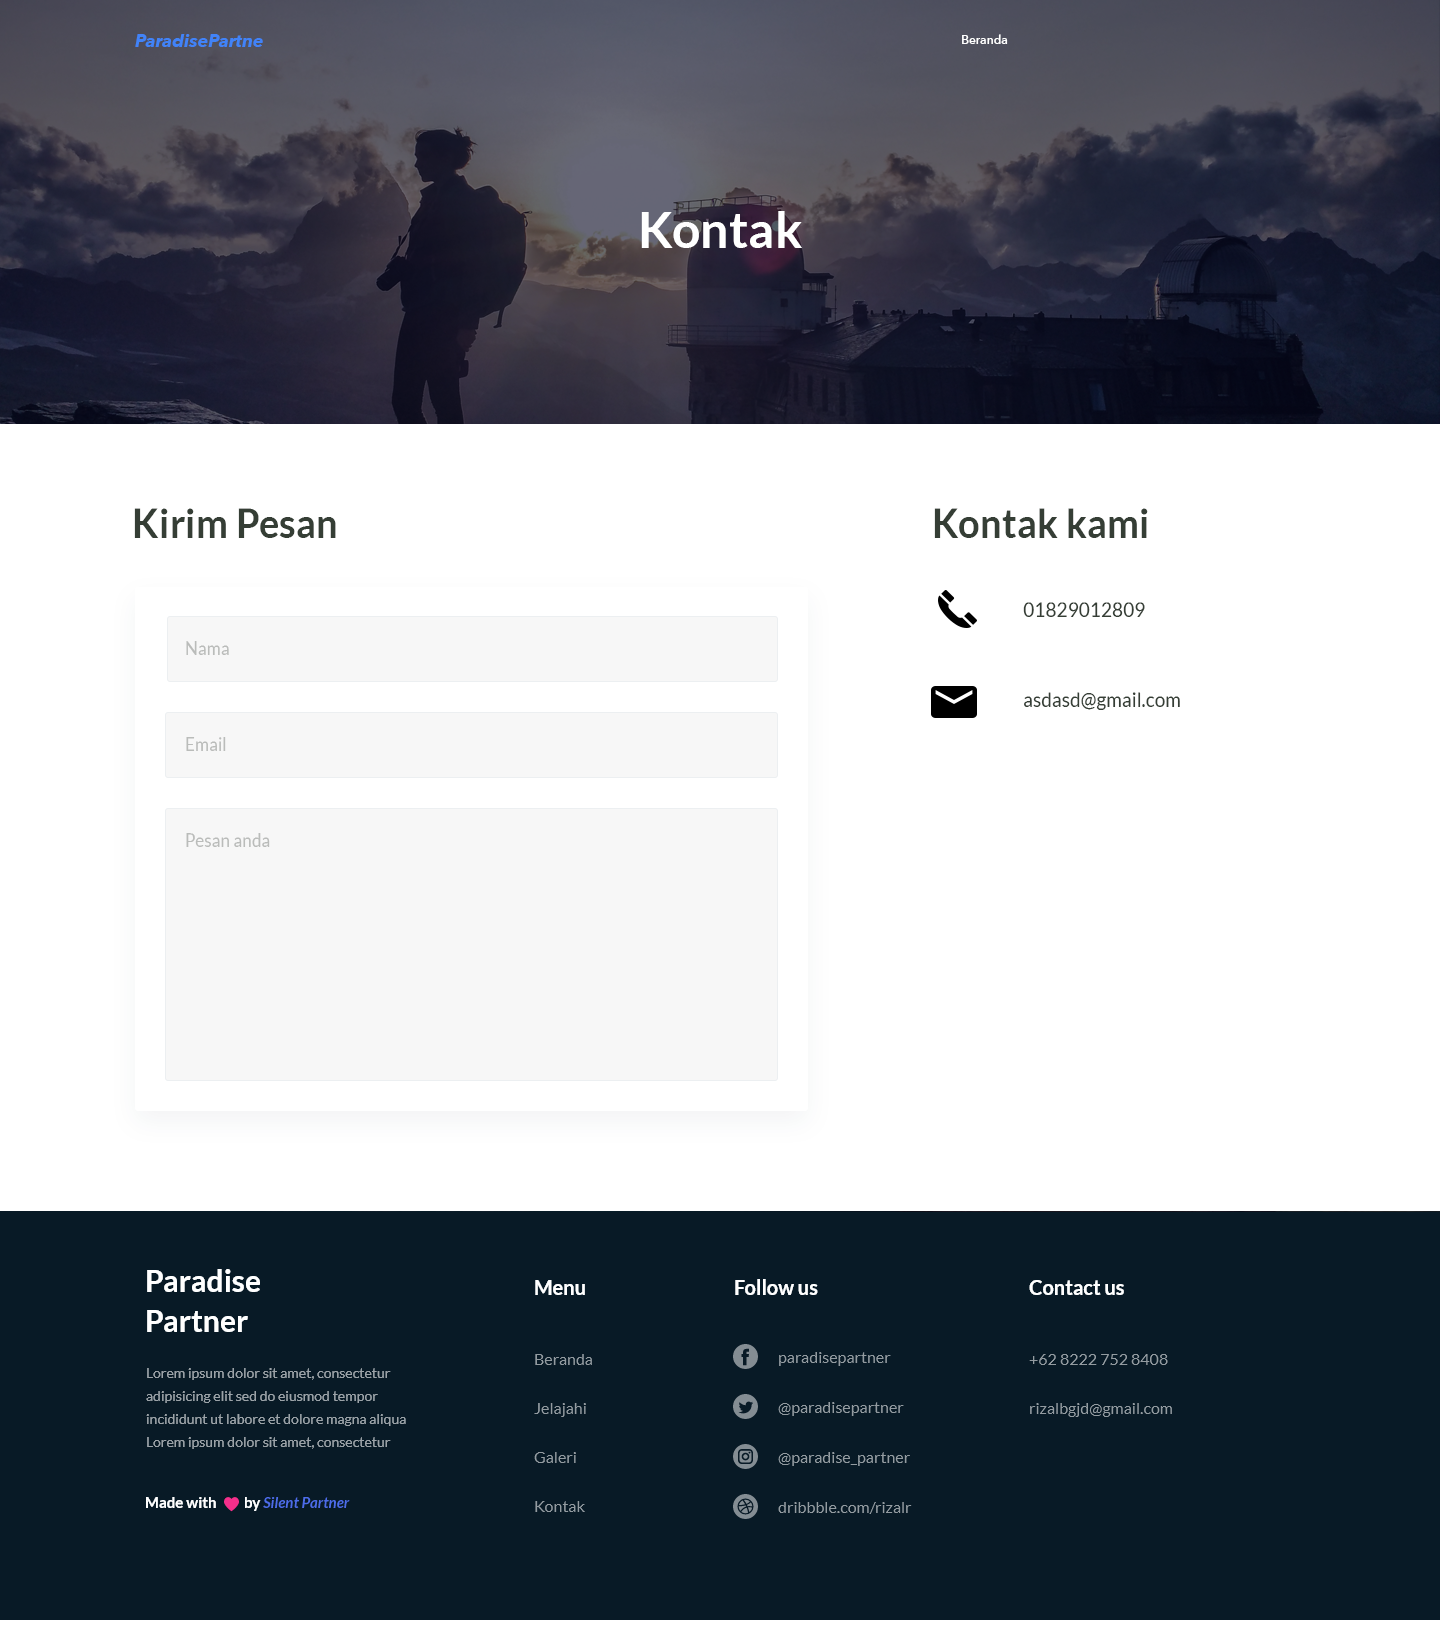 ParadisePartne
Beranda
Kontak
Kirim Pesan
Nama
Email
Pesan anda
Kontak kami
01829012809
asdasd@gmail.com
Paradise
Partner
Lorem ipsum dolor sit amet, consectetur
adipisicing elit sed do eiusmod tempor
incididunt ut labore et dolore magna aliqua
Lorem ipsum dolor sit amet, consectetur
Made with by Silent Partner
Menu
Beranda
Jelajahi
Galeri
Kontak
Follow us
paradisepartner
@paradisepartner
@paradise_partner
dribbble.com/rizalr
Contact us
+62 8222 752 8408
rizalbgjd@gmail.com